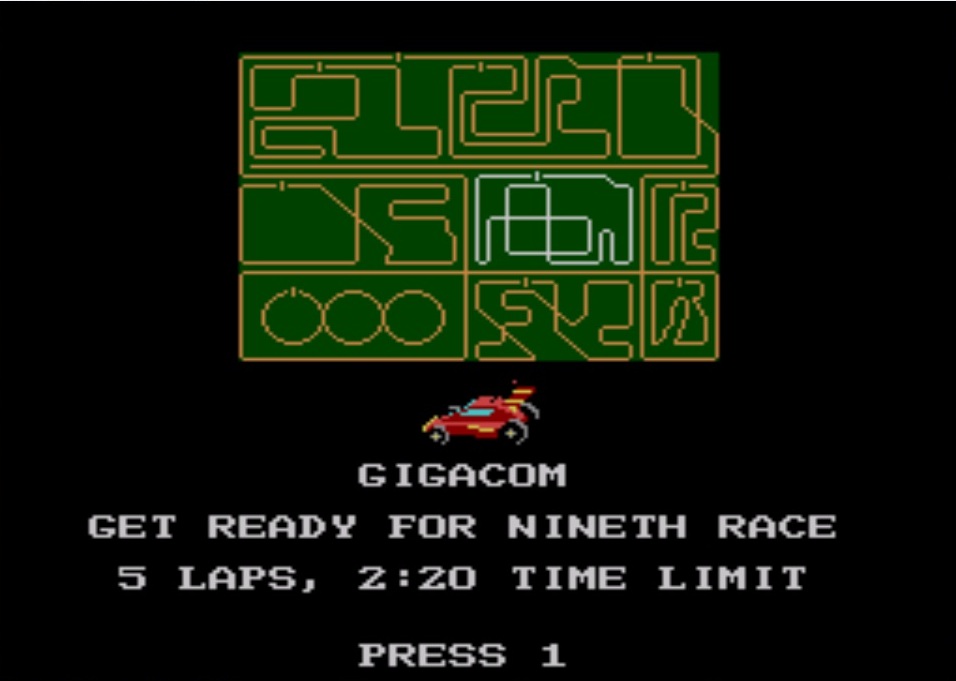 GIGACOM
GET READY FOR NINETH RACE
5 LAPS, 2:20 TIME LIMIT
PRESS 1